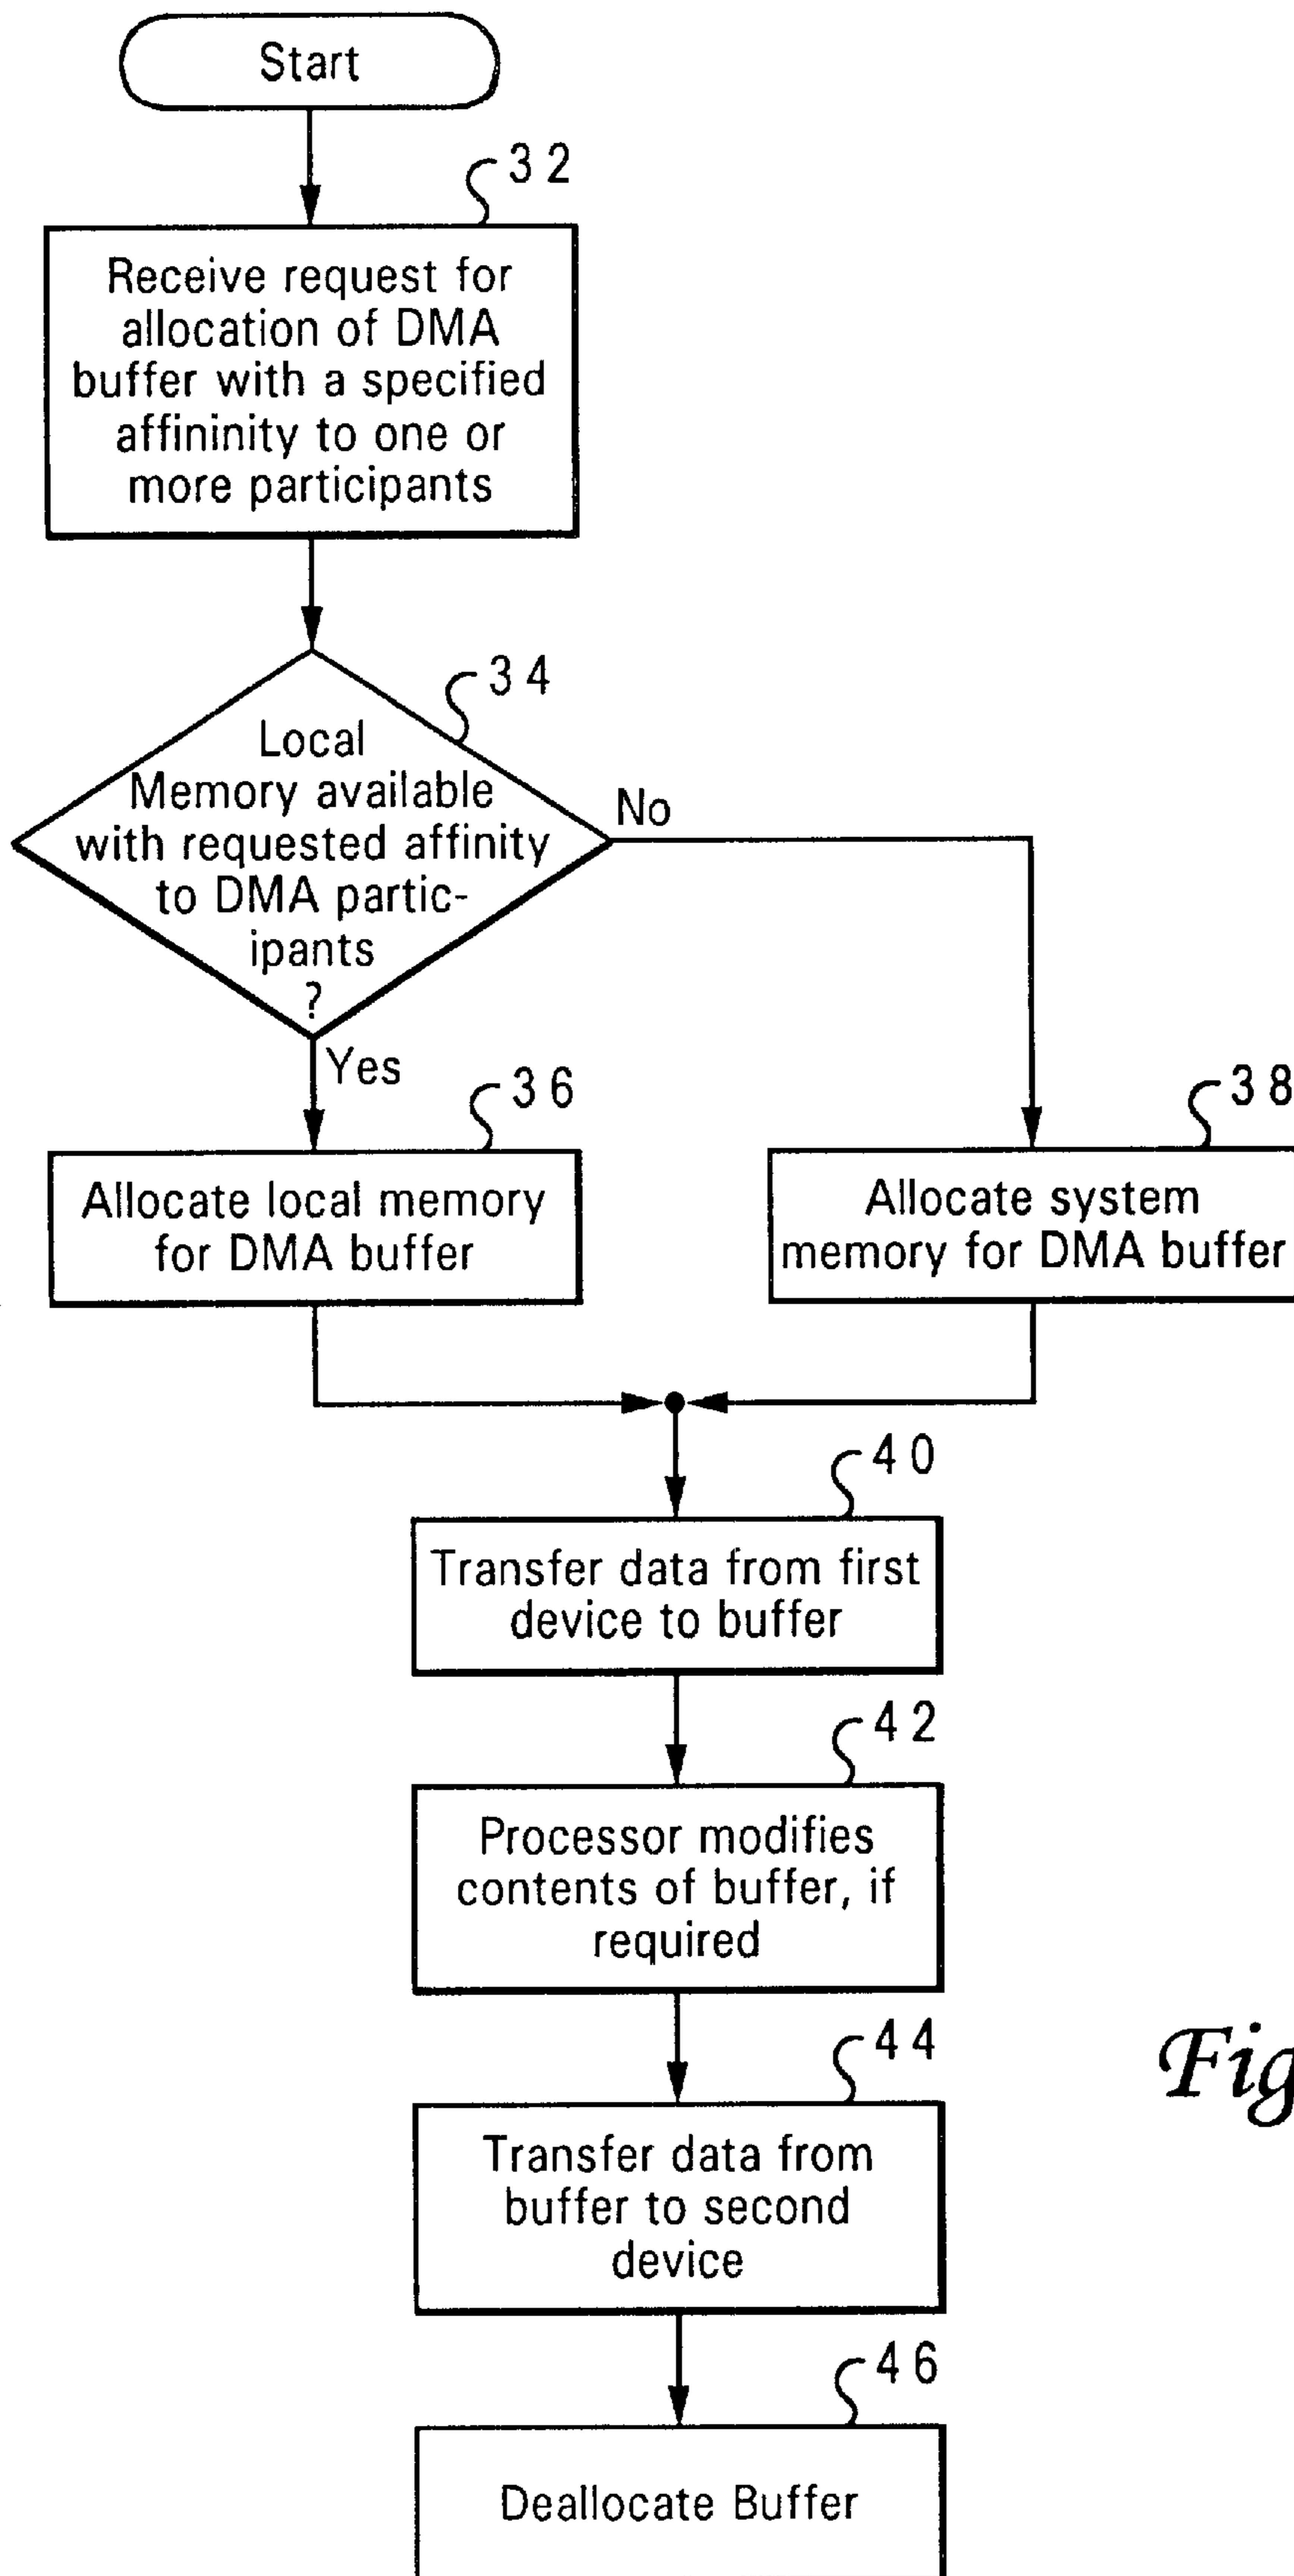 Start
32
Receive request for
allocation of DMA
buffer with a specified
affininity to one or
more participants
34
Local
Memory available
with requested affinity
to DMA partic-
ipants
?
No
Yes
36
Allocate local memory
for DMA buffer
38
Allocate system
memory for DMA buffer
40
Transfer data from first
device to buffer
42
Processor modifies
contents of buffer, if
required
44
Transfer data from
buffer to second
device
Fig
46
Deallocate Buffer